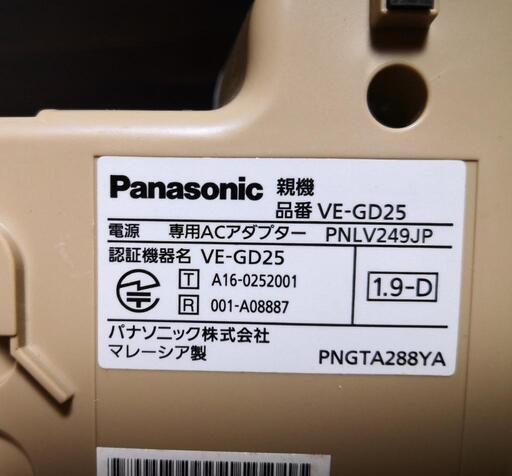 Panasonic 親機
品番 VE-GD25
電源 専用ACアダプター PNLV249JP
認証機器名 VE-GD25
T A16-0252001
R 001-A08887
1.9-D
パナソニック株式会社
マレーシア製 PNGTA288YA